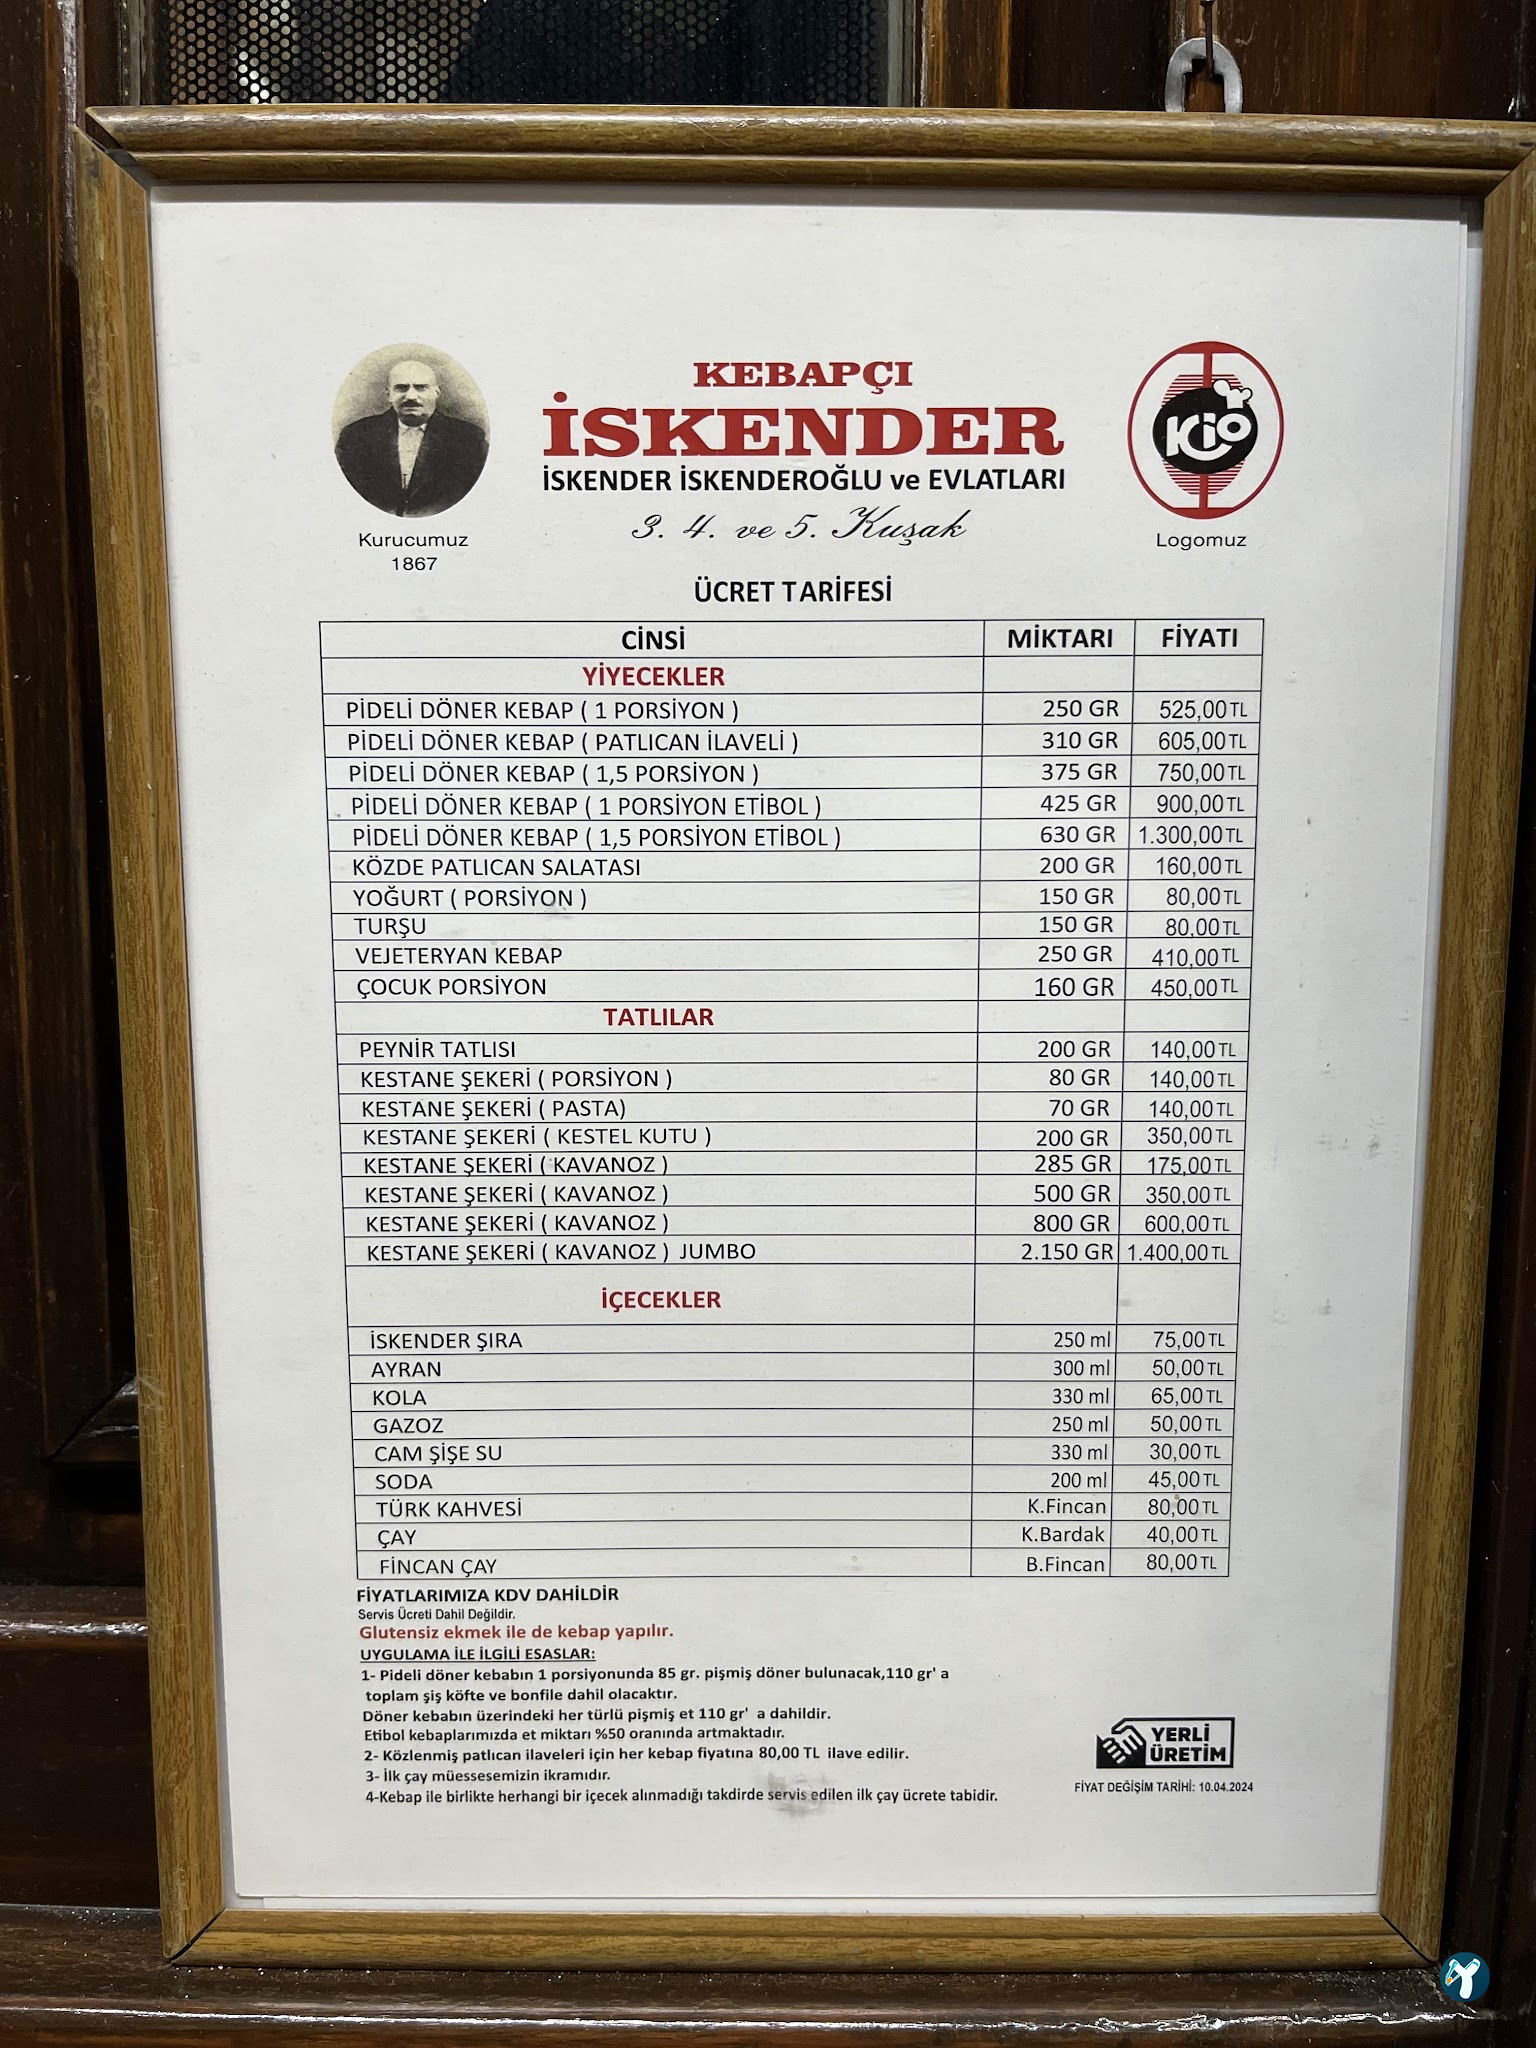 KEBAPÇI
İSKENDER
İSKENDER İSKENDEROĞLU ve EVLATLARI
3. 4. ve 5. Kuşak
Kurucumuz
1867
Kio
Logomuz
ÜCRET TARİFESİ
CİNSİ MİKTARI FİYATI
YİYECEKLER
PİDELİ DÖNER KEBAP ( 1 PORSİYON ) 250 GR 525,00 TL
PİDELİ DÖNER KEBAP ( PATLICAN İLAVELİ ) 310 GR 605,00 TL
PİDELİ DÖNER KEBAP ( 1,5 PORSİYON ) 375 GR 750,00 TL
PİDELİ DÖNER KEBAP ( 1 PORSİYON ETİBOL ) 425 GR 900,00 TL
PİDELİ DÖNER KEBAP ( 1,5 PORSİYON ETİBOL ) 630 GR 1.300,00 TL
KÖZDE PATLICAN SALATASI 200 GR 160,00 TL
YOĞURT ( PORSİYON ) 150 GR 80,00 TL
TURŞU 150 GR 80,00 TL
VEJETERYAN KEBAP 250 GR 410,00 TL
ÇOCUK PORSİYON 160 GR 450,00 TL
TATLILAR
PEYNİR TATLISI 200 GR 140,00 TL
KESTANE ŞEKERİ ( PORSİYON ) 80 GR 140,00 TL
KESTANE ŞEKERİ ( PASTA) 70 GR 140,00 TL
KESTANE ŞEKERİ ( KESTEL KUTU ) 200 GR 350,00 TL
KESTANE ŞEKERİ ( KAVANOZ ) 285 GR 175,00 TL
KESTANE ŞEKERİ ( KAVANOZ ) 500 GR 350,00 TL
KESTANE ŞEKERİ ( KAVANOZ ) 800 GR 600,00 TL
KESTANE ŞEKERİ ( KAVANOZ ) JUMBO 2.150 GR 1.400,00 TL
İÇECEKLER
İSKENDER ŞIRA 250 ml 75,00 TL
AYRAN 300 ml 50,00 TL
KOLA 330 ml 65,00 TL
GAZOZ 250 ml 50,00 TL
CAM ŞİŞE SU 330 ml 30,00 TL
SODA 200 ml 45,00 TL
TÜRK KAHVESİ K.Fincan 80,00 TL
ÇAY K.Bardak 40,00 TL
FİNCAN ÇAY B.Fincan 80,00 TL
FİYATLARIMIZA KDV DAHİLDİR
Servis Ücreti Dahil Değildir.
Glutensiz ekmek ile de kebap yapılır.
UYGULAMA İLE İLGİLİ ESASLAR:
1- Pideli döner kebabın 1 porsiyonunda 85 gr. pişmiş döner bulunacak,110 gr' a
toplam şiş köfte ve bonfile dahil olacaktır.
Döner kebabın üzerindeki her türlü pişmiş et 110 gr' a dahildir.
Etibol kebaplarımızda et miktarı %50 oranında artmaktadır.
2- Közlenmiş patlıcan ilaveleri için her kebap fiyatına 80,00 TL ilave edilir.
3- İlk çay müessesemizin ikramıdır.
4-Kebap ile birlikte herhangi bir içecek alınmadığı takdirde servis edilen ilk çay ücrete tabidir.
YERLİ
ÜRETİM
FİYAT DEĞİŞİM TARİHİ: 10.04.2024